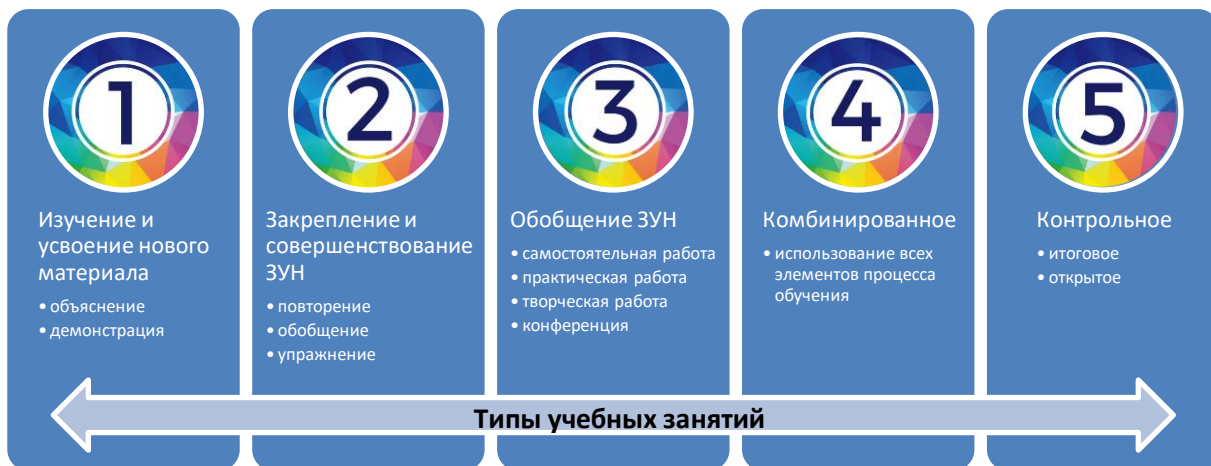 1
Изучение и
усвоение нового
материала
• объяснение
• демонстрация
2
Закрепление и
совершенствование
ЗУН
• повторение
• обобщение
• упражнение
3
Обобщение ЗУН
• самостоятельная работа
• практическая работа
• творческая работа
• конференция
4
Комбинированное
• использование всех
элементов процесса
обучения
5
Контрольное
• итоговое
• открытое
Типы учебных занятий